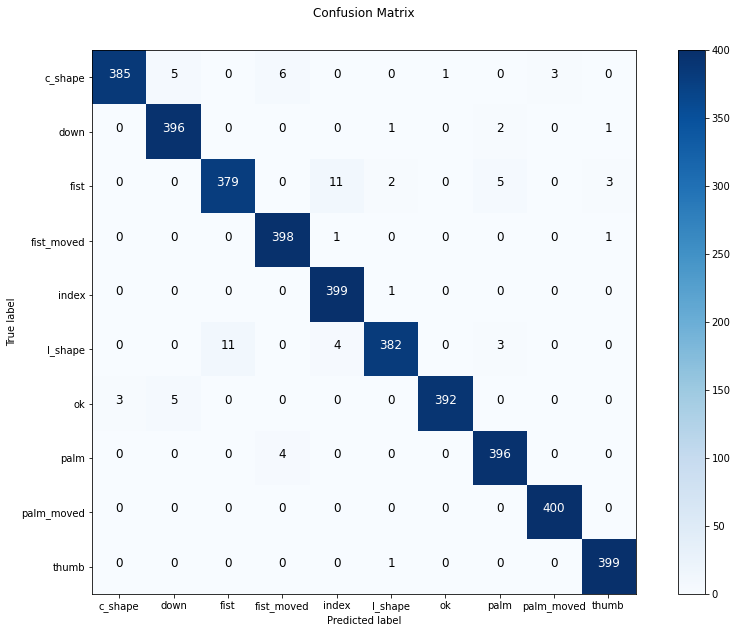 Confusion Matrix
c_shape 385 5 0 6 0 0 1 0 3 0
down 0 396 0 0 0 1 0 2 0 1
fist 0 0 379 0 11 2 0 5 0 3
fist_moved 0 0 0 398 1 0 0 0 0 1
index 0 0 0 0 399 1 0 0 0 0
l_shape 0 0 11 0 4 382 0 3 0 0
ok 3 5 0 0 0 0 392 0 0 0
palm 0 0 0 4 0 0 0 396 0 0
palm_moved 0 0 0 0 0 0 0 0 400 0
thumb 0 0 0 0 0 1 0 0 0 399
c_shape down fist fist_moved index l_shape ok palm palm_moved thumb
Predicted label
True label
400
350
300
250
200
150
100
50
0